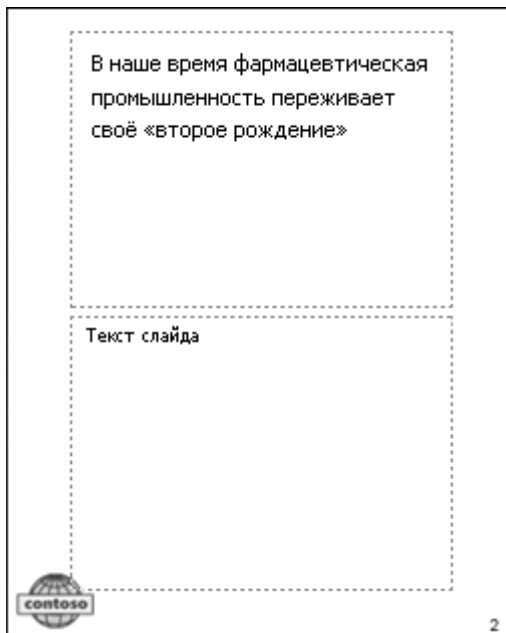 В наше время фармацевтическая
промышленность переживает
своё «второе рождение»
Текст слайда
contoso
2